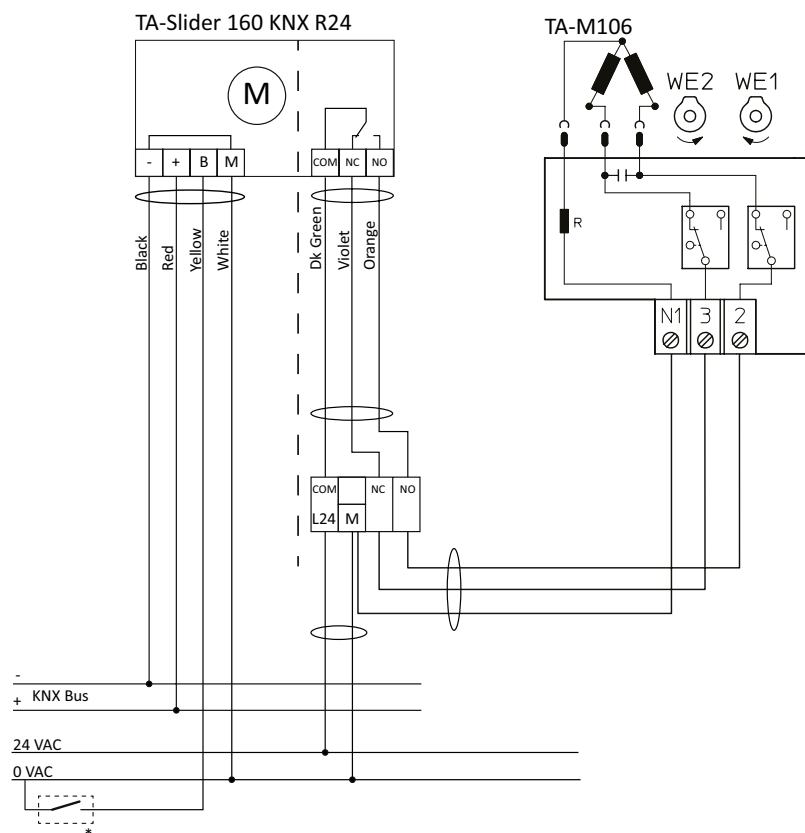 TA-Slider 160 KNX R24
TA-M106
M
WE2 WE1
- + B M
COM NC NO
R
Black
Red
Yellow
White
Dk Green
Violet
Orange
N1 3 2
COM NC NO
L24 M
-
+ KNX Bus
24 VAC
0 VAC
*